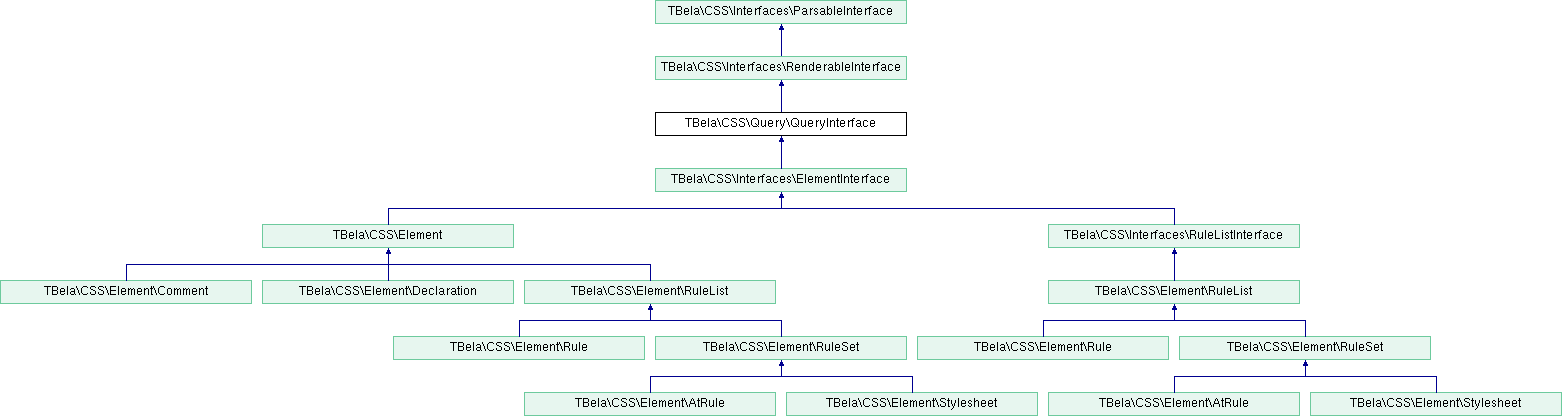 TBela\CSS\Interfaces\ParsableInterface
TBela\CSS\Interfaces\RenderableInterface
TBela\CSS\Query\QueryInterface
TBela\CSS\Interfaces\ElementInterface
TBela\CSS\Element
TBela\CSS\Interfaces\RuleListInterface
TBela\CSS\Element\Comment
TBela\CSS\Element\Declaration
TBela\CSS\Element\RuleList
TBela\CSS\Element\RuleList
TBela\CSS\Element\Rule
TBela\CSS\Element\RuleSet
TBela\CSS\Element\Rule
TBela\CSS\Element\RuleSet
TBela\CSS\Element\AtRule
TBela\CSS\Element\Stylesheet
TBela\CSS\Element\AtRule
TBela\CSS\Element\Stylesheet